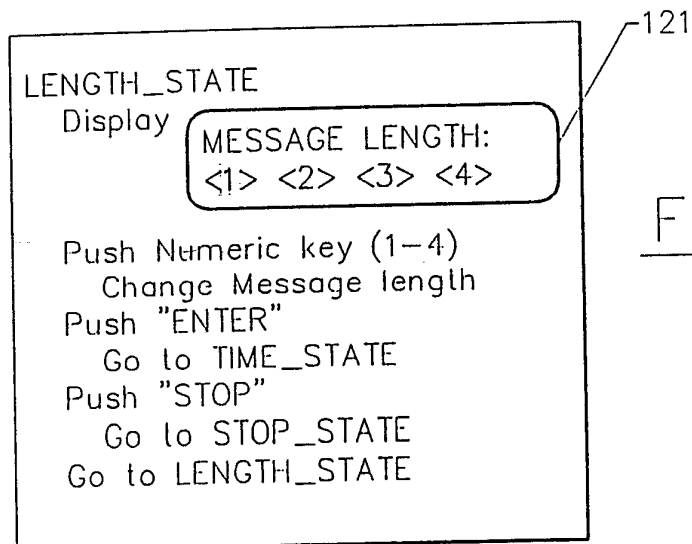 121
LENGTH_STATE
Display
MESSAGE LENGTH:
<1> <2> <3> <4>
F
Push Numeric key (1-4)
Change Message length
Push "ENTER"
Go to TIME_STATE
Push "STOP"
Go to STOP_STATE
Go to LENGTH_STATE